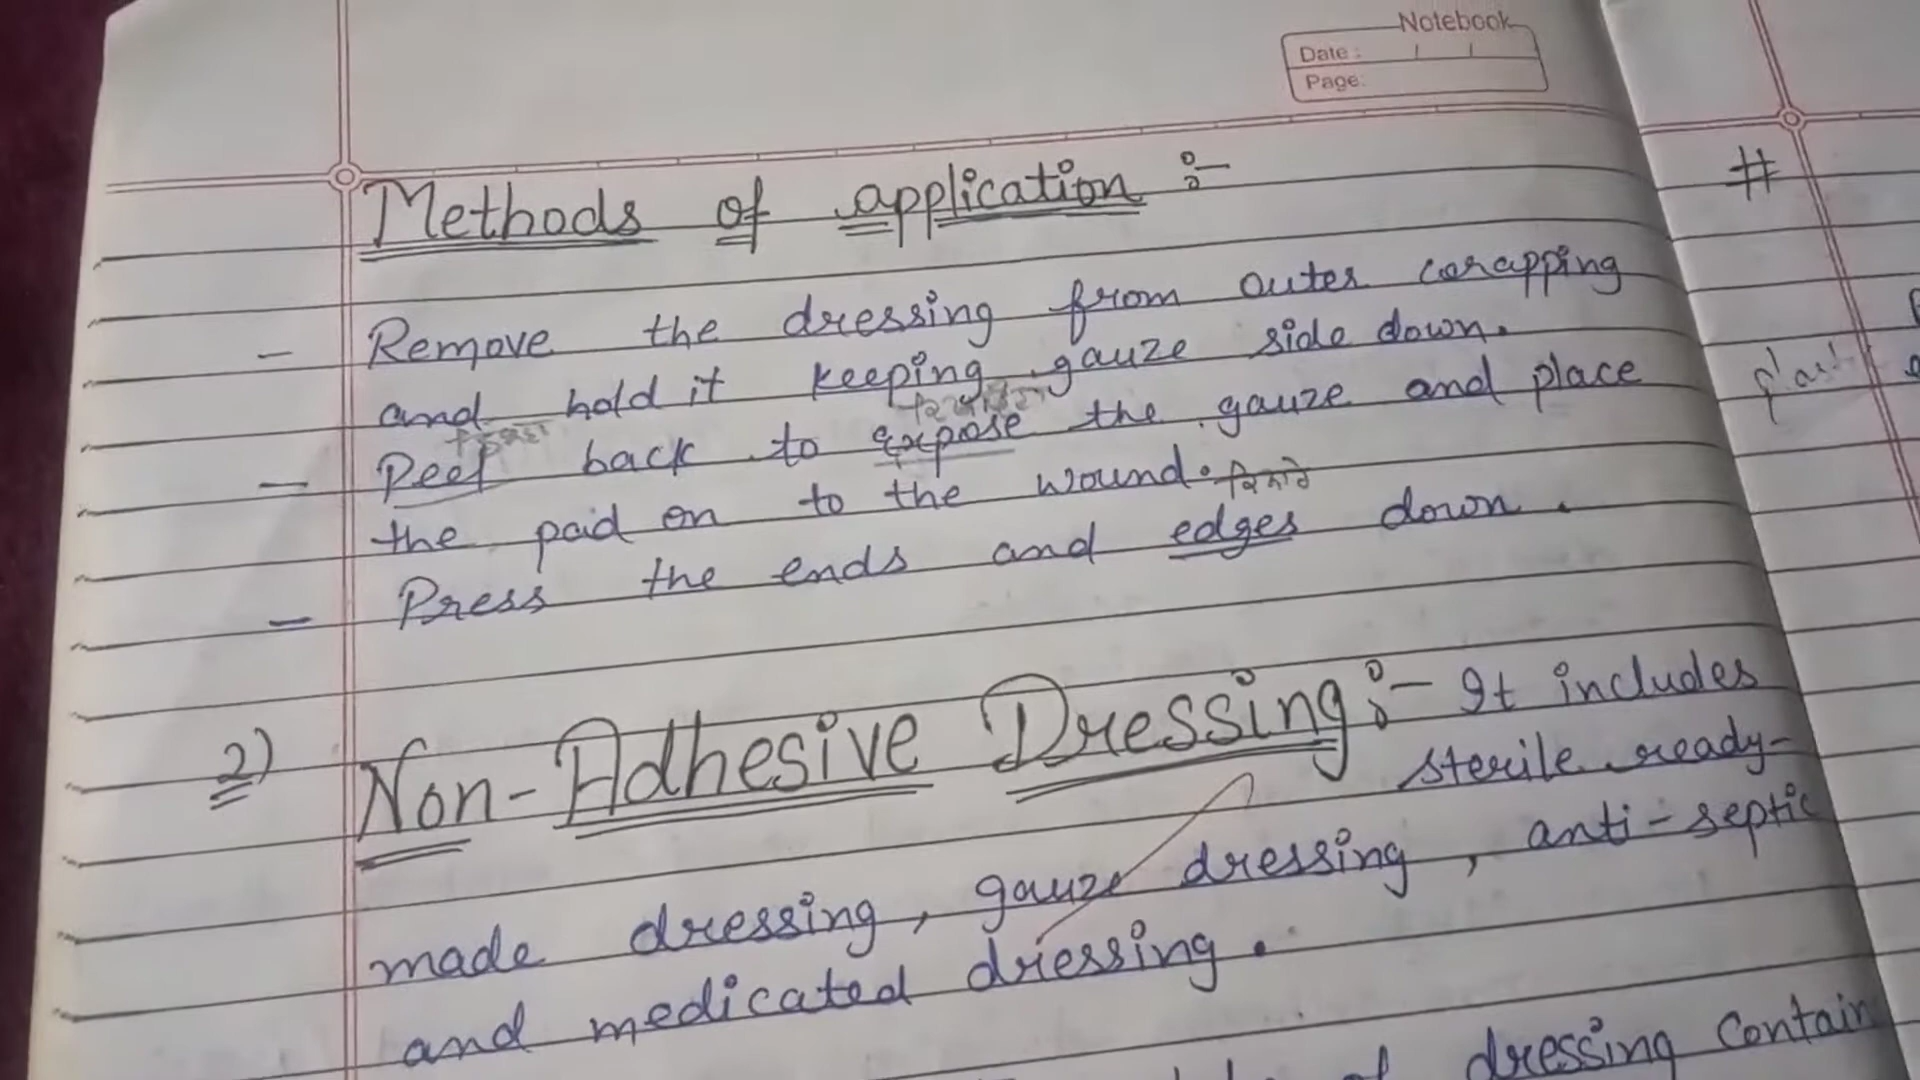 Notebook
Date : / /
Page:
Methods of application :-
- Remove the dressing from outer wrapping
and hold it keeping gauze side down.
- Peel back to expose the gauze and place
the paid on to the wound. किनारे
- Press the ends and edges down.
2) Non-Adhesive Dressing :- It includes
sterile ready-
made dressing, gauze dressing, anti-septic
and medicated dressing.
of dressing contain
#